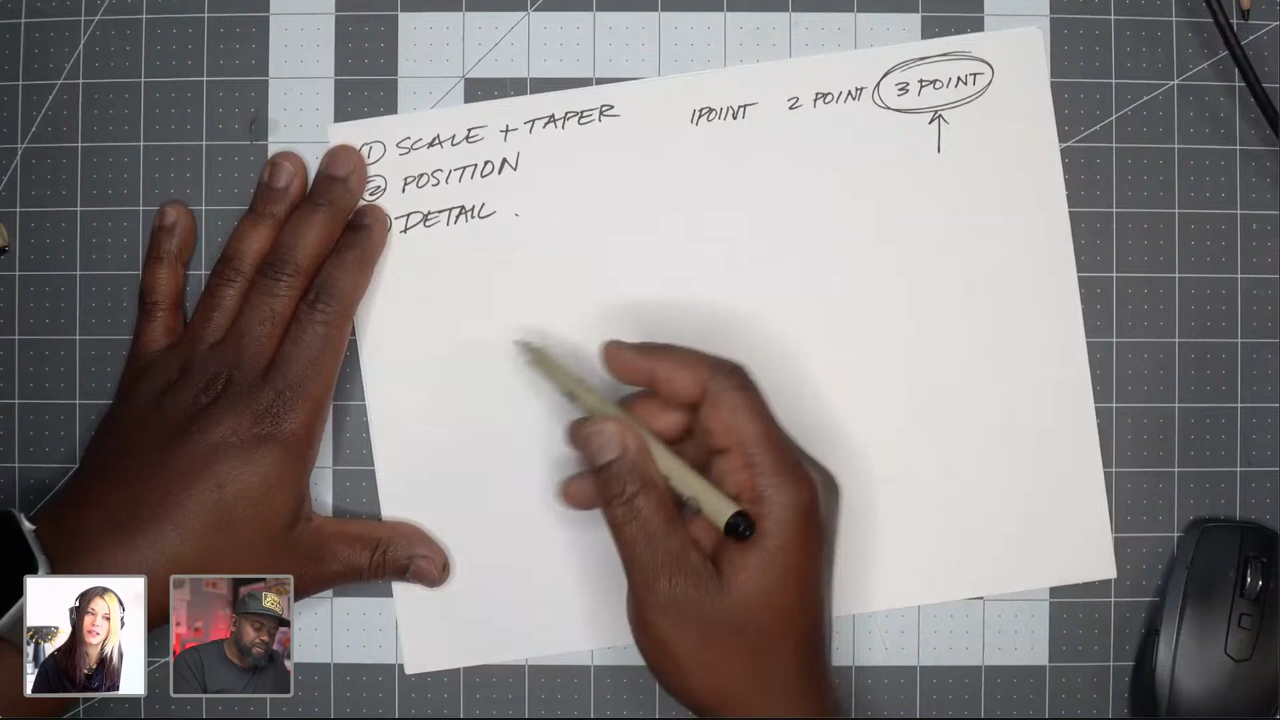 ① SCALE + TAPER
② POSITION
DETAIL .
1POINT 2 POINT 3 POINT